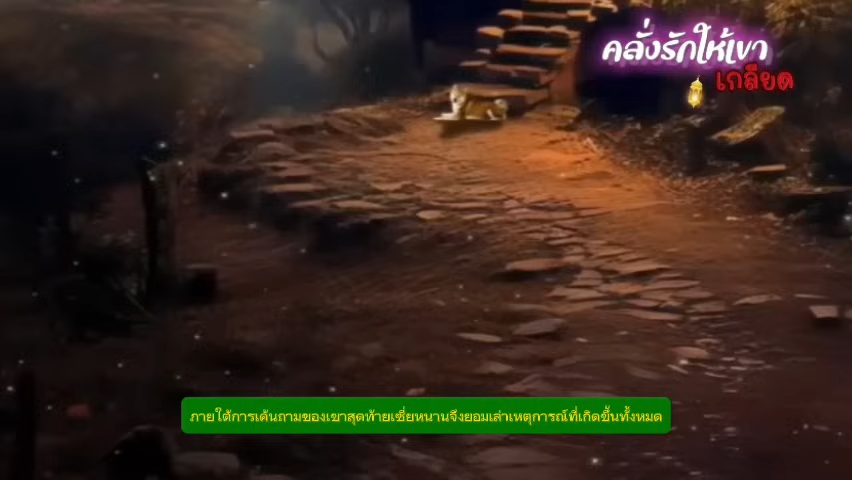 คลั่งรักให้เขา
เกลียด
ภายใต้การเค้นถามของเขาสุดท้ายเซี่ยหนานจึงยอมเล่าเหตุการณ์ที่เกิดขึ้นทั้งหมด